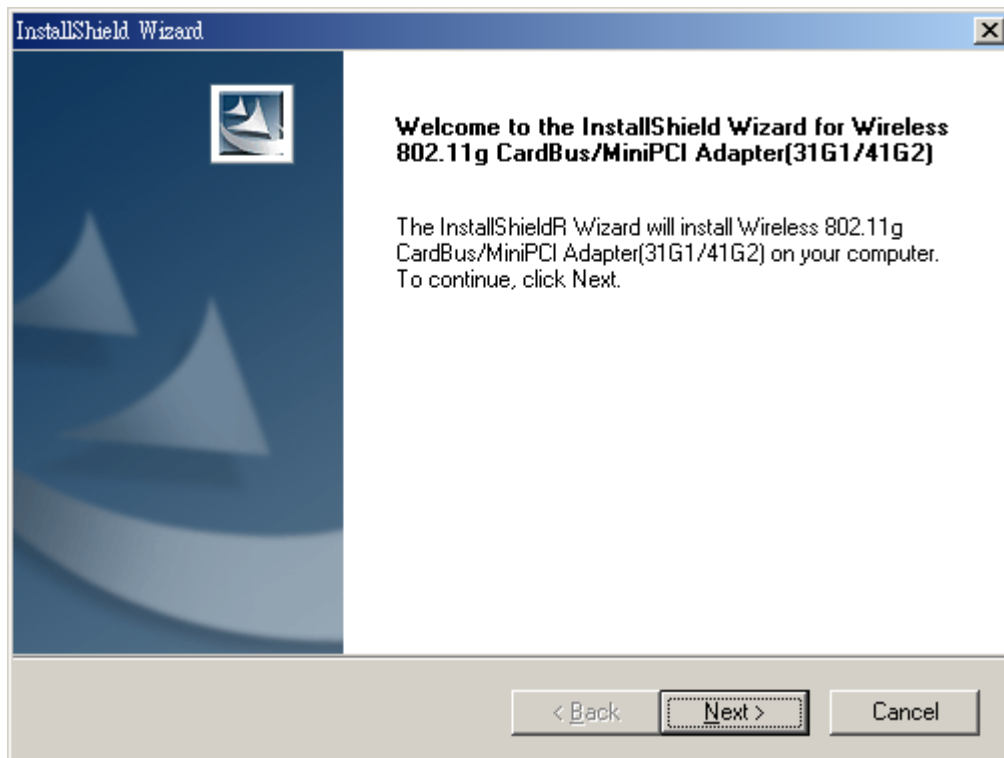 InstallShield Wizard
Welcome to the InstallShield Wizard for Wireless
802.11g CardBus/MiniPCI Adapter(31G1/41G2)
The InstallShieldR Wizard will install Wireless 802.11g
CardBus/MiniPCI Adapter(31G1/41G2) on your computer.
To continue, click Next.
< Back
Next >
Cancel